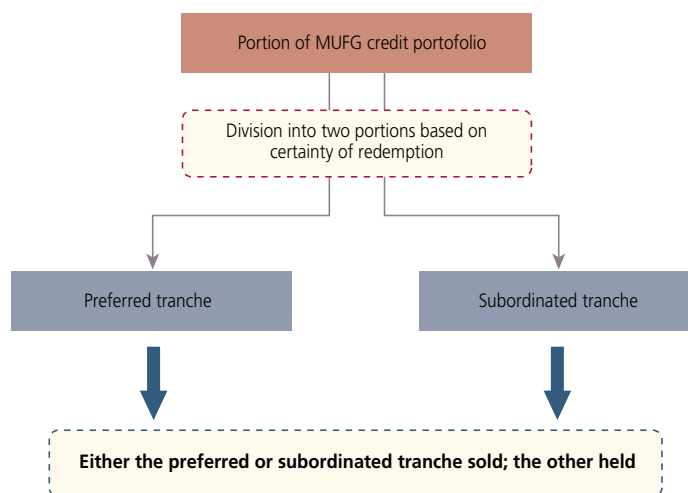 Portion of MUFG credit portofolio
Division into two portions based on
certainty of redemption
Preferred tranche
Subordinated tranche
Either the preferred or subordinated tranche sold; the other held